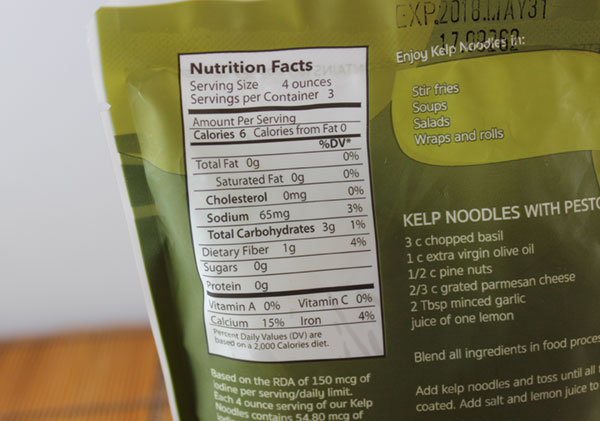 EXP.2018.MAY31
Enjoy Kelp Noodles in:
Stir fries
Soups
Salads
Wraps and rolls
Nutrition Facts
Serving Size 4 ounces
Servings per Container 3
Amount Per Serving
Calories 6 Calories from Fat 0
%DV*
Total Fat 0g 0%
Saturated Fat 0g 0%
Cholesterol 0mg 0%
Sodium 65mg 3%
Total Carbohydrates 3g 1%
Dietary Fiber 1g 4%
Sugars 0g
Protein 0g
Vitamin A 0% Vitamin C 0%
Calcium 15% Iron 4%
Percent Daily Values (DV) are
based on a 2,000 Calories diet.
Based on the RDA of 150 mcg of
Iodine per serving/daily limit.
Each 4 ounce serving of our Kelp
Noodles contains 54.80 mcg of
KELP NOODLES WITH PESTO
3 c chopped basil
1 c extra virgin olive oil
1/2 c pine nuts
2/3 c grated parmesan cheese
2 Tbsp minced garlic
juice of one lemon
Blend all ingredients in food proces
Add kelp noodles and toss until all
coated. Add salt and lemon juice to